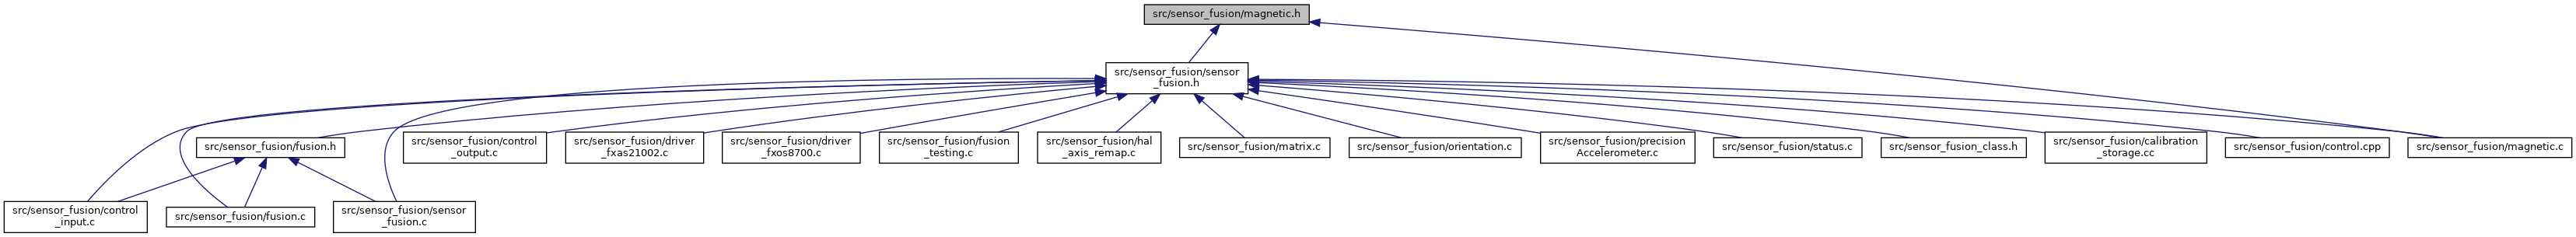 src/sensor_fusion/magnetic.h
src/sensor_fusion/sensor
_fusion.h
src/sensor_fusion/fusion.h
src/sensor_fusion/control
_output.c
src/sensor_fusion/driver
_fxas21002.c
src/sensor_fusion/driver
_fxos8700.c
src/sensor_fusion/fusion
_testing.c
src/sensor_fusion/hal
_axis_remap.c
src/sensor_fusion/matrix.c
src/sensor_fusion/orientation.c
src/sensor_fusion/precision
Accelerometer.c
src/sensor_fusion/status.c
src/sensor_fusion_class.h
src/sensor_fusion/calibration
_storage.cc
src/sensor_fusion/control.cpp
src/sensor_fusion/magnetic.c
src/sensor_fusion/control
_input.c
src/sensor_fusion/fusion.c
src/sensor_fusion/sensor
_fusion.c